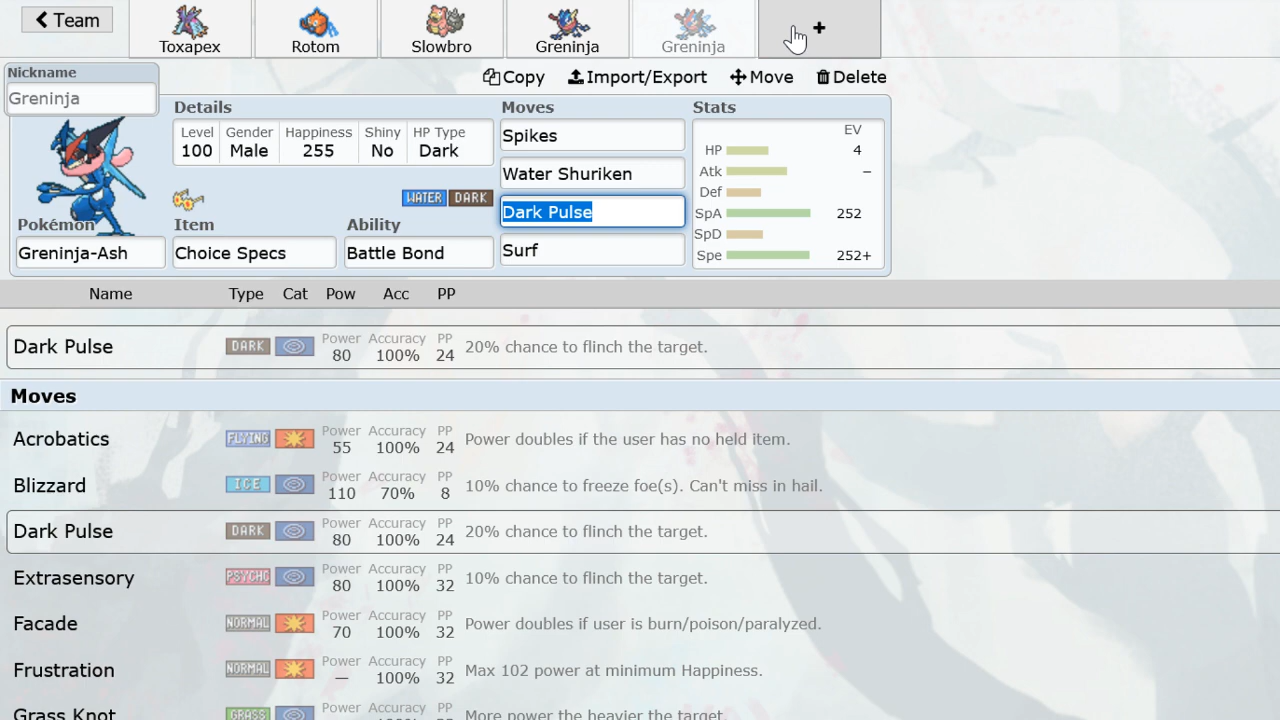 Team
Toxapex
Rotom
Slowbro
Greninja
Greninja
+
Nickname
Greninja
Copy
Import/Export
Move
Delete
Details
Level Gender Happiness Shiny HP Type
100 Male 255 No Dark
WATER DARK
Pokémon
Greninja-Ash
Item
Choice Specs
Ability
Battle Bond
Moves
Spikes
Water Shuriken
Dark Pulse
Surf
Stats
EV
HP 4
Atk –
Def
SpA 252
SpD
Spe 252+
Name Type Cat Pow Acc PP
Dark Pulse DARK Power 80 Accuracy 100% PP 24 20% chance to flinch the target.
Moves
Acrobatics FLYING Power 55 Accuracy 100% PP 24 Power doubles if the user has no held item.
Blizzard ICE Power 110 Accuracy 70% PP 8 10% chance to freeze foe(s). Can't miss in hail.
Dark Pulse DARK Power 80 Accuracy 100% PP 24 20% chance to flinch the target.
Extrasensory PSYCHC Power 80 Accuracy 100% PP 32 10% chance to flinch the target.
Facade NORMAL Power 70 Accuracy 100% PP 32 Power doubles if user is burn/poison/paralyzed.
Frustration NORMAL Power — Accuracy 100% PP 32 Max 102 power at minimum Happiness.
Grass Knot GRASS Power Accuracy PP More power the heavier the target.